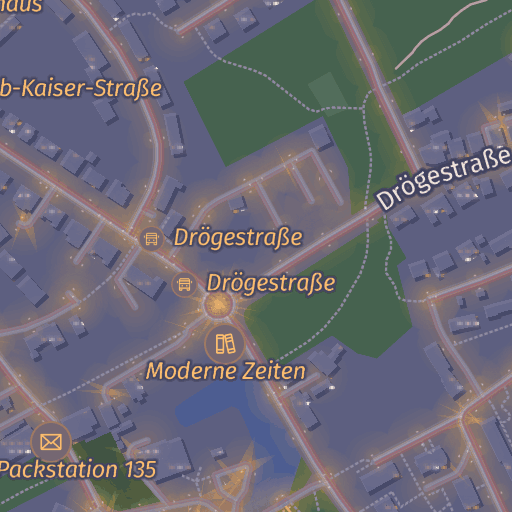 b-Kaiser-Straße
Drögestraße
Drögestraße
Drögestraße
Moderne Zeiten
Packstation 135